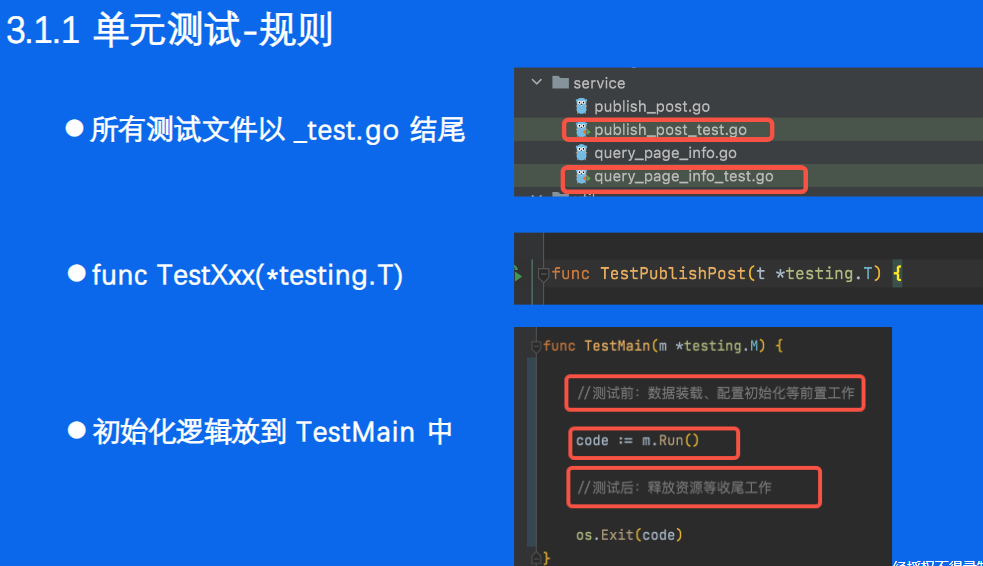 3.1.1 单元测试-规则
●所有测试文件以 _test.go 结尾
service
publish_post.go
publish_post_test.go
query_page_info.go
query_page_info_test.go
●func TestXxx(*testing.T)
func TestPublishPost(t *testing.T) {
●初始化逻辑放到 TestMain 中
func TestMain(m *testing.M) {
//测试前：数据装载、配置初始化等前置工作
code := m.Run()
//测试后：释放资源等收尾工作
os.Exit(code)
}